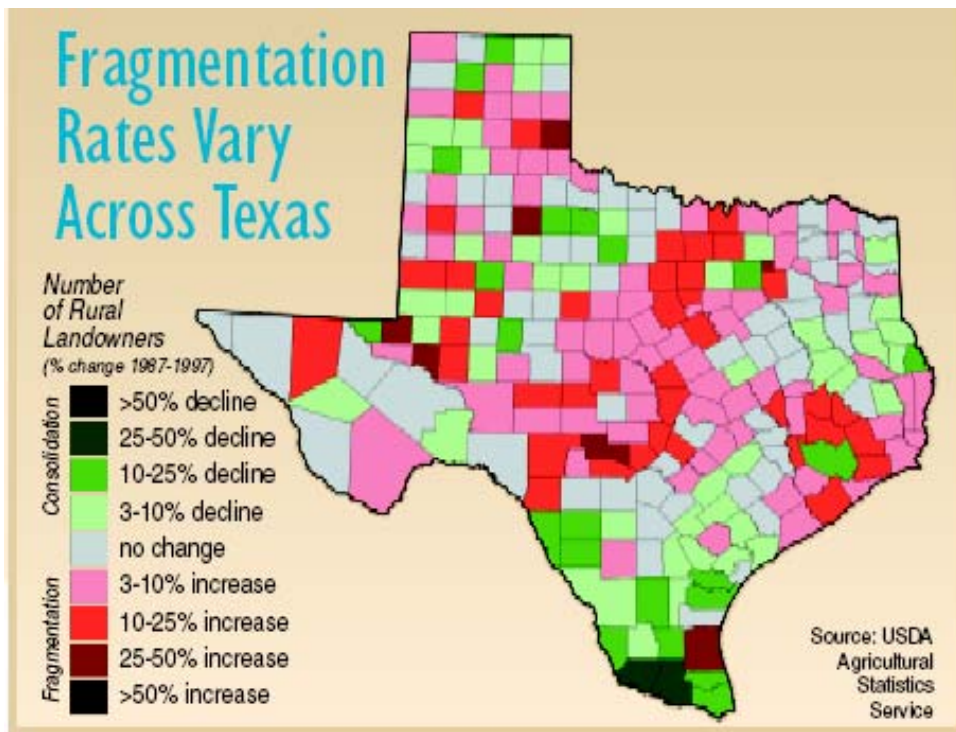 Fragmentation
Rates Vary
Across Texas
Number
of Rural
Landowners
(% change 1987-1997)
Consolidation
>50% decline
25-50% decline
10-25% decline
3-10% decline
no change
Fragmentation
3-10% increase
10-25% increase
25-50% increase
>50% increase
Source: USDA
Agricultural
Statistics
Service